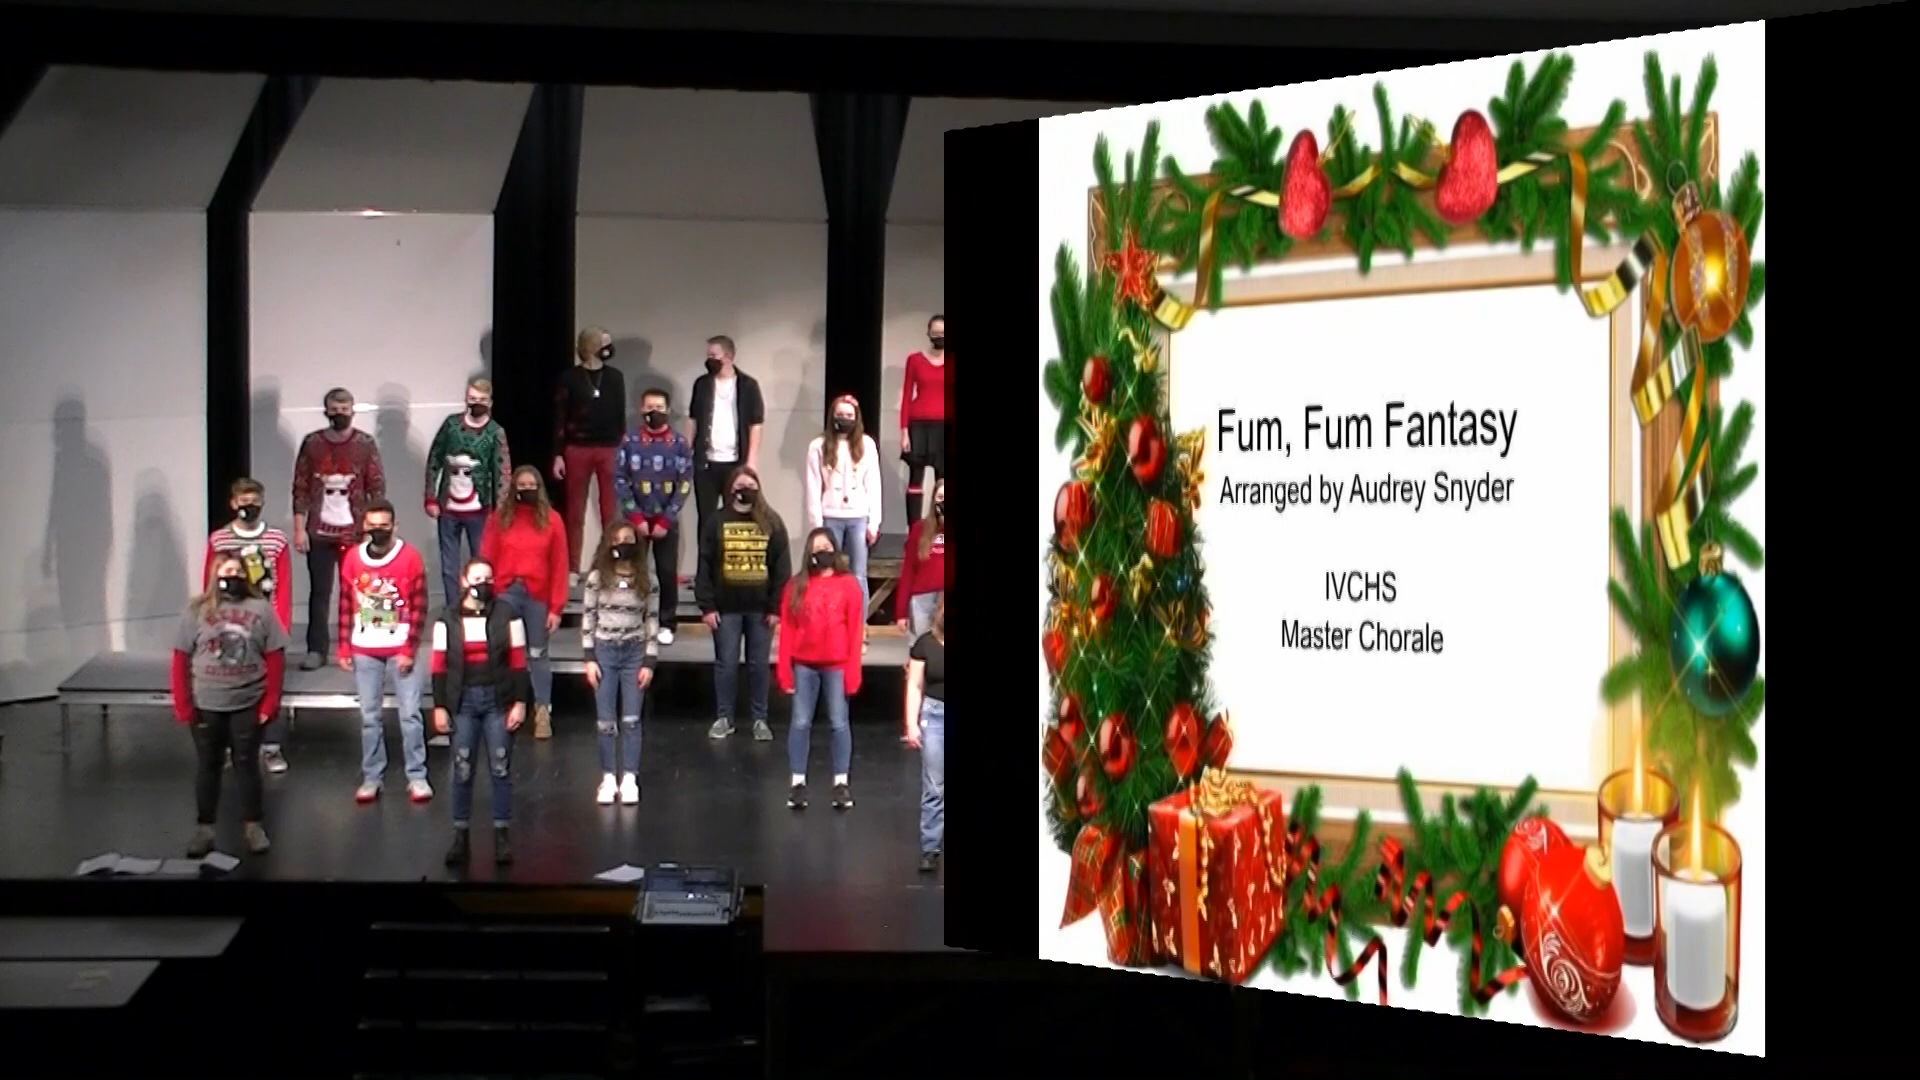 Fum, Fum Fantasy
Arranged by Audrey Snyder
IVCHS
Master Chorale